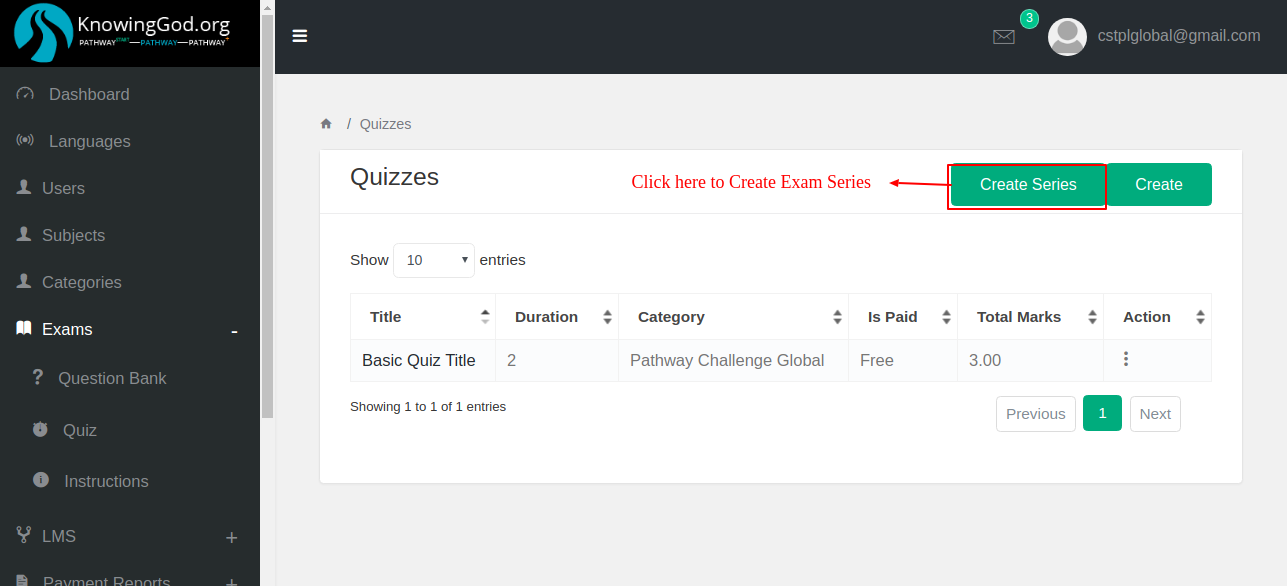 KnowingGod.org
PATHWAY START—PATHWAY—PATHWAY+
Dashboard
Languages
Users
Subjects
Categories
Exams -
? Question Bank
Quiz
Instructions
LMS +
Payment Reports +
3
cstplglobal@gmail.com
/ Quizzes
Quizzes
Click here to Create Exam Series
Create Series
Create
Show 10 entries
Title Duration Category Is Paid Total Marks Action
Basic Quiz Title 2 Pathway Challenge Global Free 3.00
Showing 1 to 1 of 1 entries
Previous 1 Next